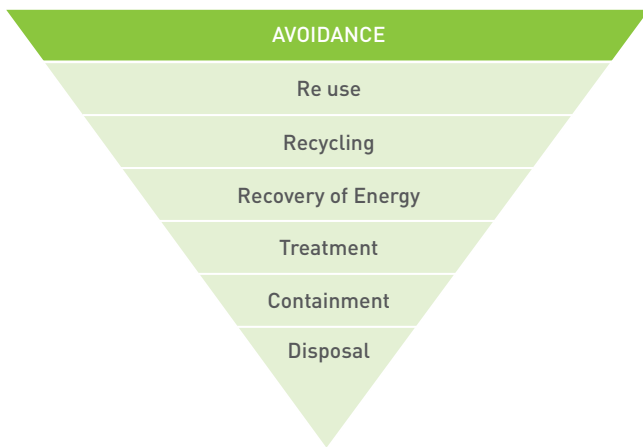 AVOIDANCE
Re use
Recycling
Recovery of Energy
Treatment
Containment
Disposal